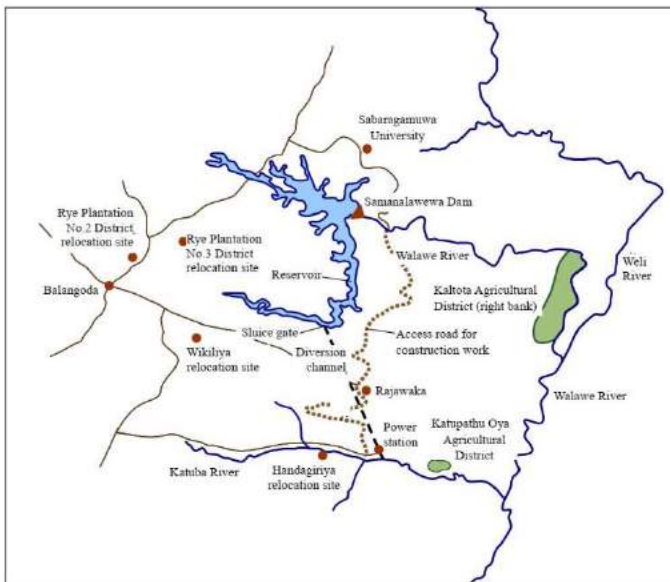 Sabaragamuwa
University
Rye Plantation
No.2 District
relocation site
Rye Plantation
No.3 District
relocation site
Samanalawewa Dam
Walawe River
Weli
River
Reservoir
Kaltota Agricultural
District (right bank)
Balangoda
Sluice gate
Access road for
construction work
Wikiliya
relocation site
Diversion
channel
Rajawaka
Walawe River
Power
station
Katupathu Oya
Agricultural
District
Katuba River
Handagiriya
relocation site